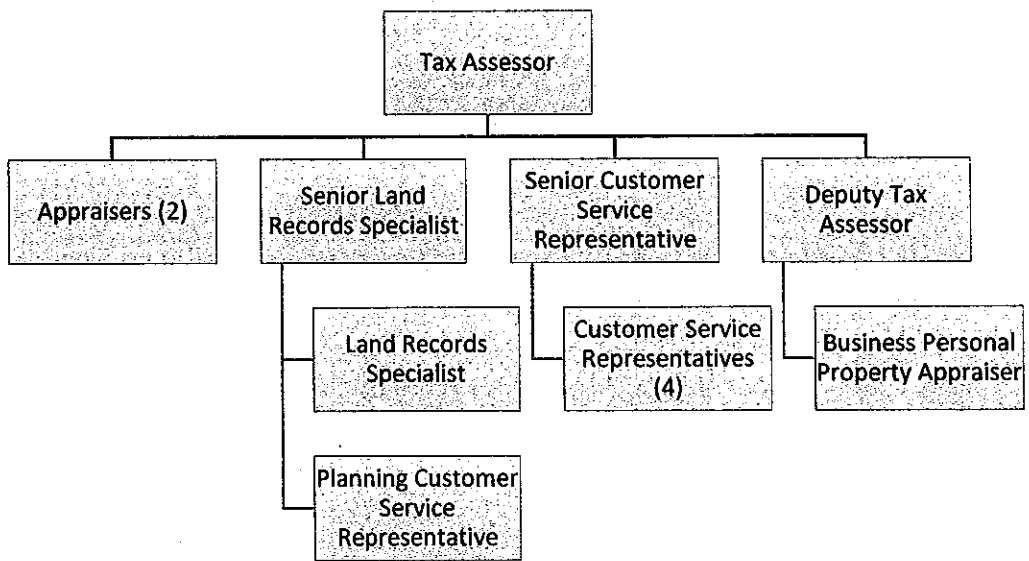 Tax Assessor
Appraisers (2)
Senior Land
Records Specialist
Senior Customer
Service
Representative
Deputy Tax
Assessor
Land Records
Specialist
Customer Service
Representatives
(4)
Business Personal
Property Appraiser
Planning Customer
Service
Representative